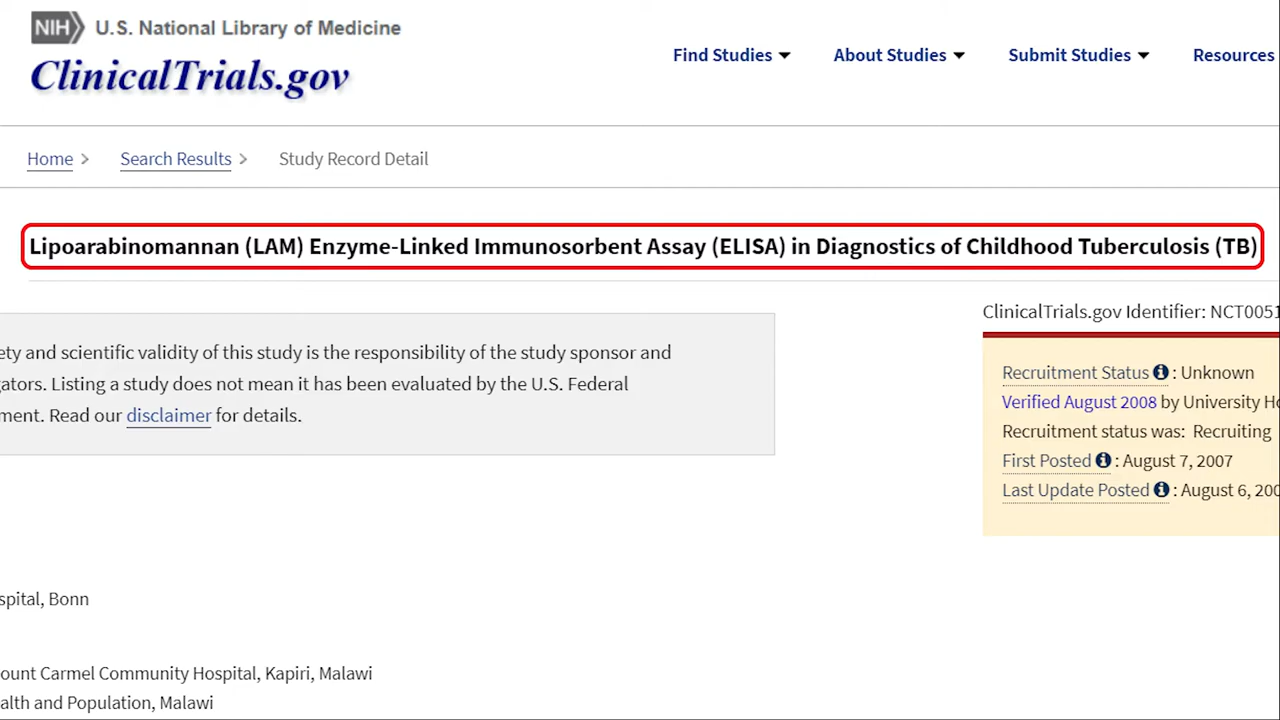 NIH U.S. National Library of Medicine
ClinicalTrials.gov
Find Studies About Studies Submit Studies Resources
Home > Search Results > Study Record Detail
Lipoarabinomannan (LAM) Enzyme-Linked Immunosorbent Assay (ELISA) in Diagnostics of Childhood Tuberculosis (TB)
ety and scientific validity of this study is the responsibility of the study sponsor and
gators. Listing a study does not mean it has been evaluated by the U.S. Federal
ment. Read our disclaimer for details.
ClinicalTrials.gov Identifier: NCT0051
Recruitment Status : Unknown
Verified August 2008 by University Ho
Recruitment status was: Recruiting
First Posted : August 7, 2007
Last Update Posted : August 6, 200
spital, Bonn
ount Carmel Community Hospital, Kapiri, Malawi
alth and Population, Malawi